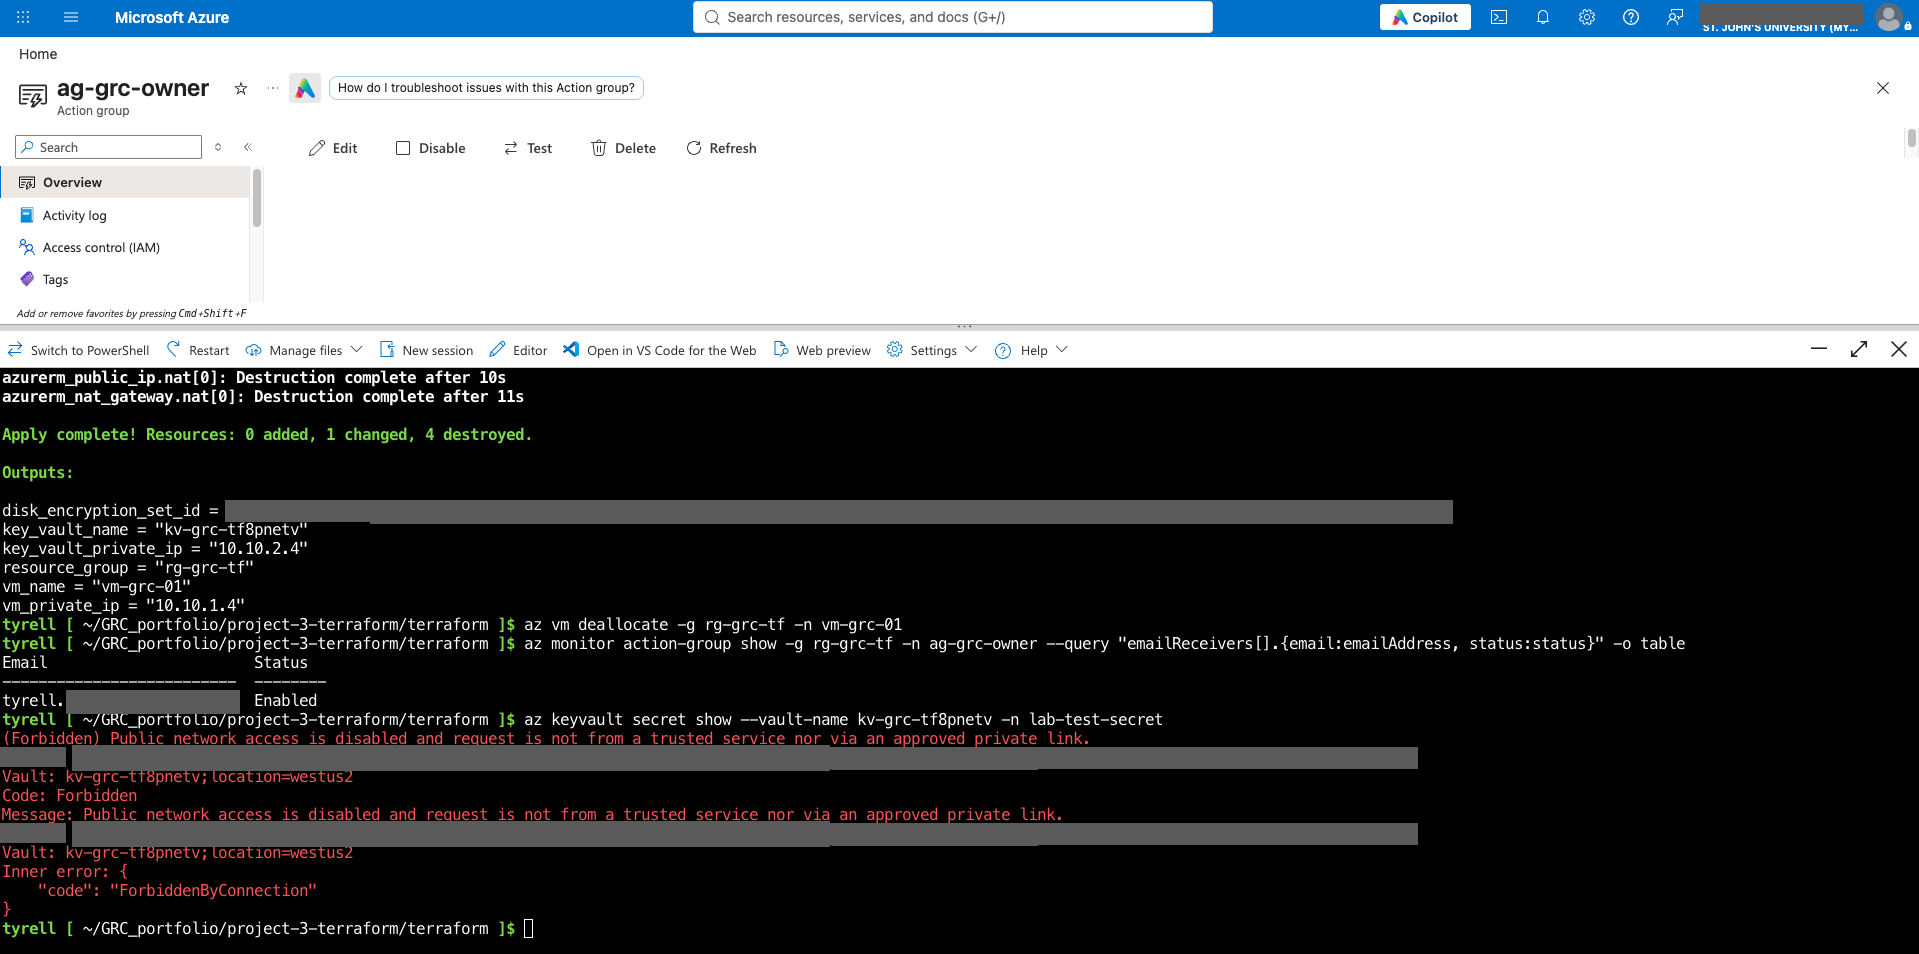 Microsoft Azure
Search resources, services, and docs (G+/)
Copilot
ST. JOHN'S UNIVERSITY (MY...
Home
ag-grc-owner
Action group
How do I troubleshoot issues with this Action group?
Search
Edit
Disable
Test
Delete
Refresh
Overview
Activity log
Access control (IAM)
Tags
Add or remove favorites by pressing Cmd+Shift+F
Switch to PowerShell
Restart
Manage files
New session
Editor
Open in VS Code for the Web
Web preview
Settings
Help
azurerm_public_ip.nat[0]: Destruction complete after 10s
azurerm_nat_gateway.nat[0]: Destruction complete after 11s
Apply complete! Resources: 0 added, 1 changed, 4 destroyed.
Outputs:
disk_encryption_set_id =
key_vault_name = "kv-grc-tf8pnetv"
key_vault_private_ip = "10.10.2.4"
resource_group = "rg-grc-tf"
vm_name = "vm-grc-01"
vm_private_ip = "10.10.1.4"
tyrell [ ~/GRC_portfolio/project-3-terraform/terraform ]$ az vm deallocate -g rg-grc-tf -n vm-grc-01
tyrell [ ~/GRC_portfolio/project-3-terraform/terraform ]$ az monitor action-group show -g rg-grc-tf -n ag-grc-owner --query "emailReceivers[].{email:emailAddress, status:status}" -o table
Email Status
-------------------------- --------
tyrell. Enabled
tyrell [ ~/GRC_portfolio/project-3-terraform/terraform ]$ az keyvault secret show --vault-name kv-grc-tf8pnetv -n lab-test-secret
(Forbidden) Public network access is disabled and request is not from a trusted service nor via an approved private link.
Vault: kv-grc-tf8pnetv;location=westus2
Code: Forbidden
Message: Public network access is disabled and request is not from a trusted service nor via an approved private link.
Vault: kv-grc-tf8pnetv;location=westus2
Inner error: {
"code": "ForbiddenByConnection"
}
tyrell [ ~/GRC_portfolio/project-3-terraform/terraform ]$